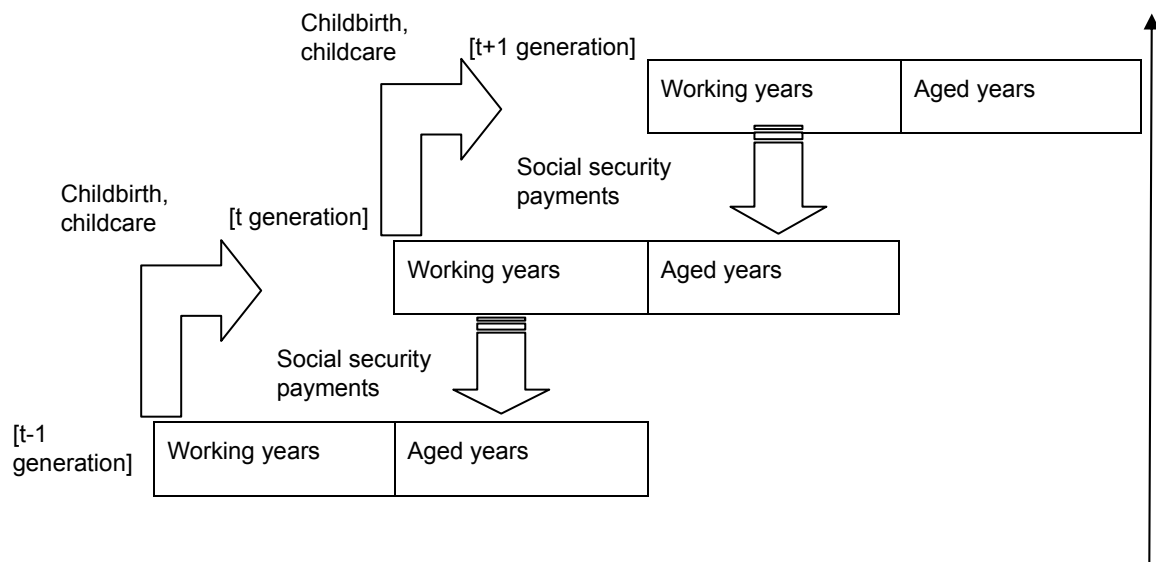 Childbirth,
childcare
[t+1 generation]
Working years
Aged years
Social security
payments
Childbirth,
childcare
[t generation]
Working years
Aged years
Social security
payments
[t-1
generation]
Working years
Aged years